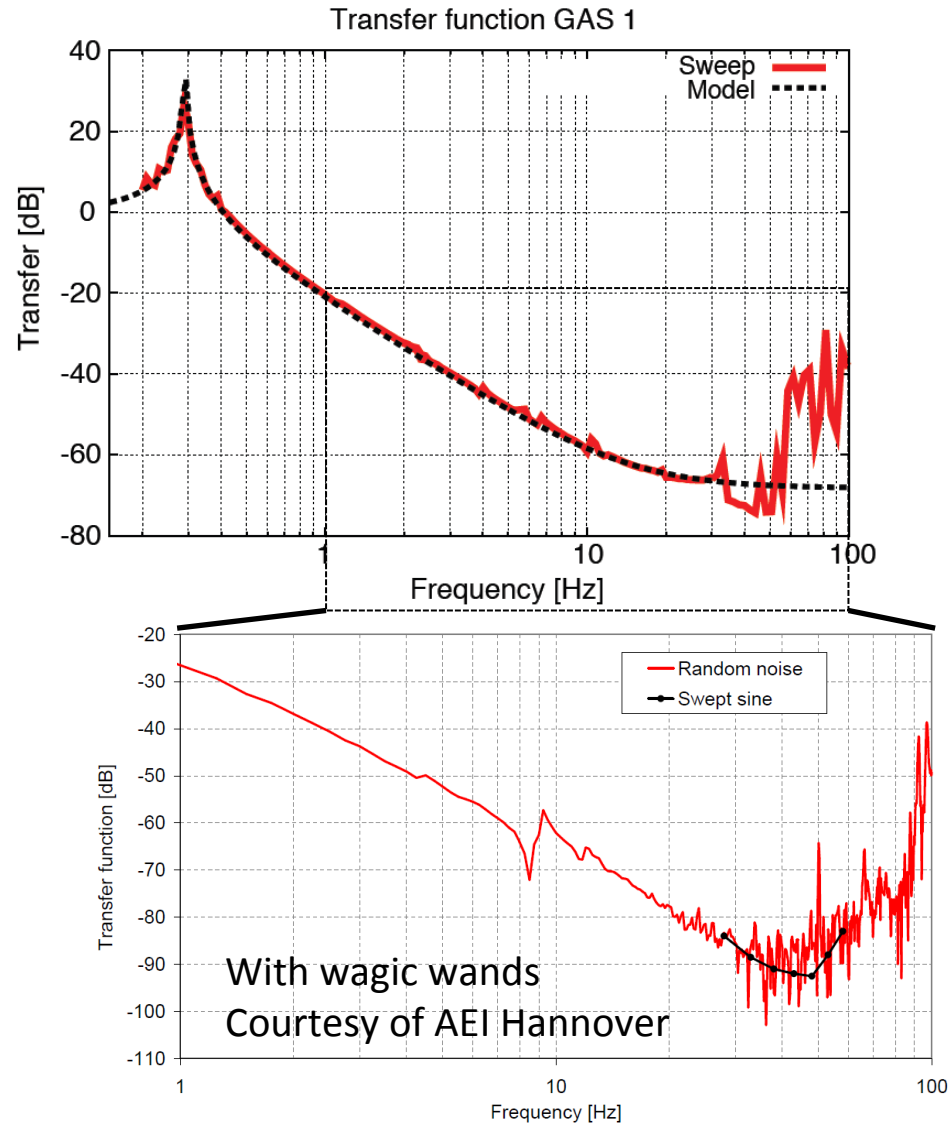 Transfer function GAS 1
Transfer [dB]
40
20
0
-20
-40
-60
-80
Sweep
Model
1
10
100
Frequency [Hz]
Transfer function [dB]
-20
-30
-40
-50
-60
-70
-80
-90
-100
-110
Random noise
Swept sine
With wagic wands
Courtesy of AEI Hannover
1
10
100
Frequency [Hz]